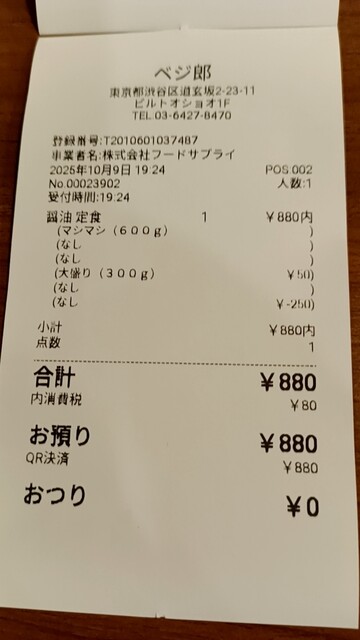 ベジ郎
東京都渋谷区道玄坂2-23-11
ビルトオショオ1F
TEL.03-6427-8470
登録番号:T2010601037487
事業者名:株式会社フードサプライ
2025年10月9日 19:24 POS.002
No.00023902 人数:1
受付時間:19:24
醤油 定食 1 ¥880内
(マシマシ（600g） )
(なし )
(なし )
(大盛り（300g） ¥50)
(なし )
(なし ¥-250)
小計 ¥880内
点数 1
合計 ¥880
内消費税 ¥80
お預り ¥880
QR決済 ¥880
おつり ¥0